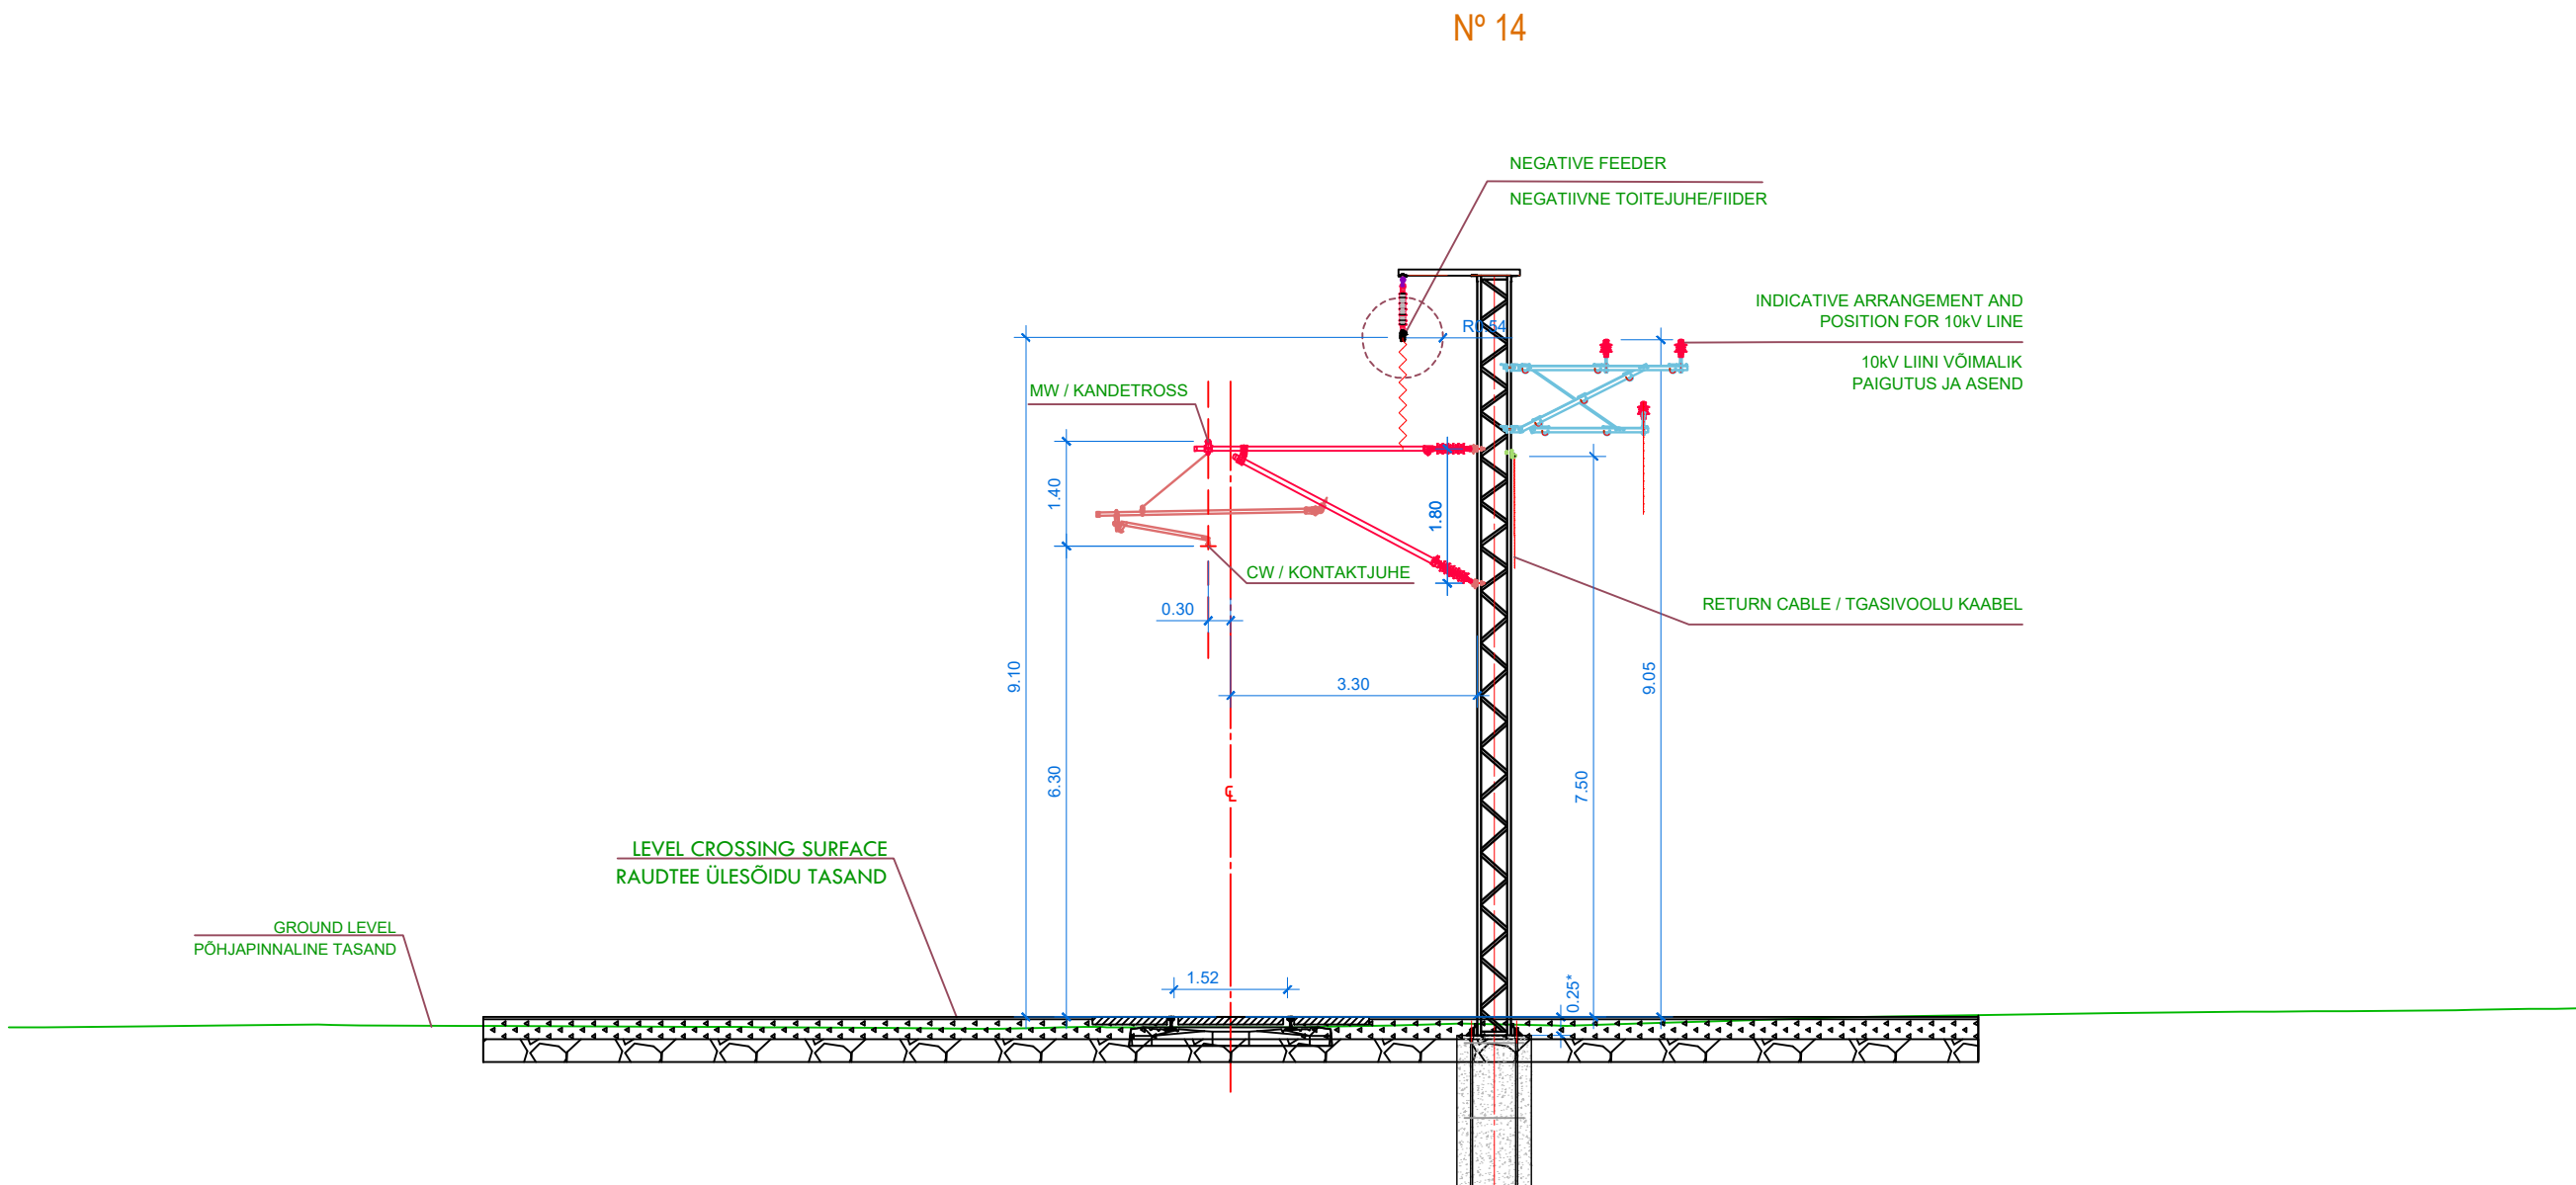 Nº 14
NEGATIVE FEEDER
NEGATIIVNE TOITEJUHE/FIIDER
INDICATIVE ARRANGEMENT AND
POSITION FOR 10kV LINE
10kV LIINI VÕIMALIK
PAIGUTUS JA ASEND
R0.54
MW / KANDETROSS
1.40
1.80
CW / KONTAKTJUHE
0.30
RETURN CABLE / TGASIVOOLU KAABEL
9.10
3.30
9.05
6.30
7.50
LEVEL CROSSING SURFACE
RAUDTEE ÜLESÕIDU TASAND
GROUND LEVEL
PÕHJAPINNALINE TASAND
1.52
0.25*